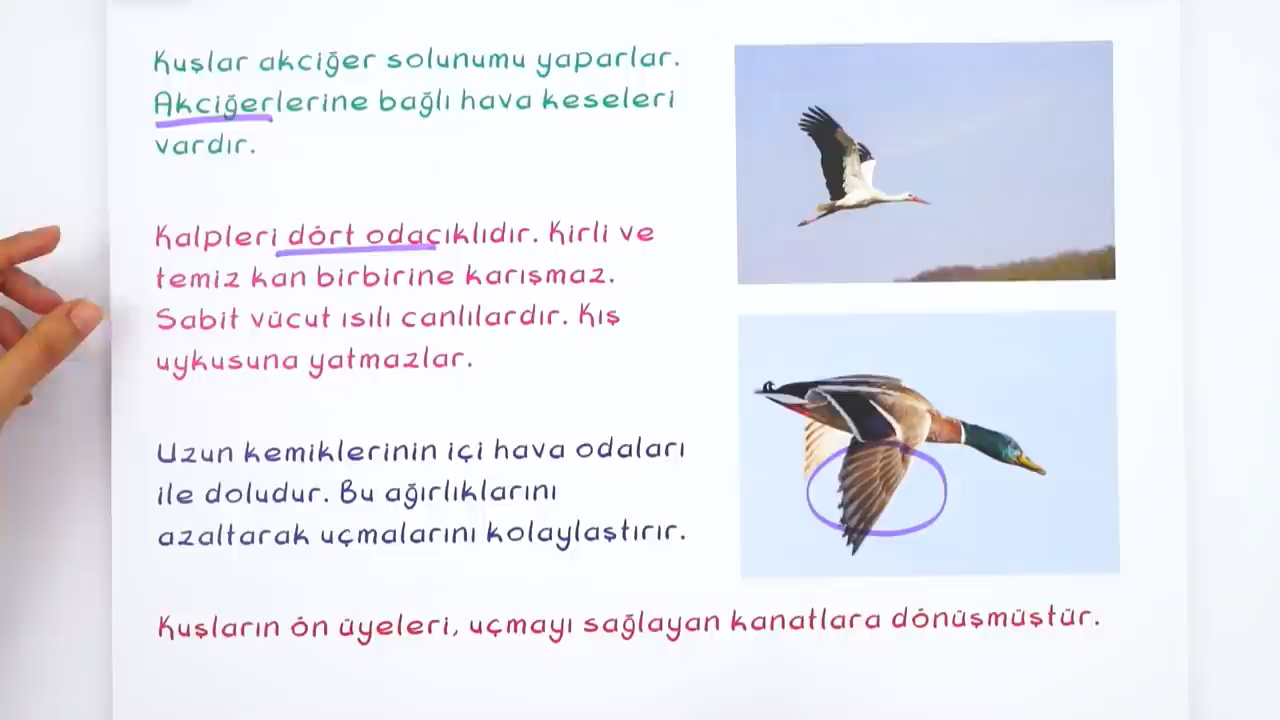 Kuşlar akciğer solunumu yaparlar.
Akciğerlerine bağlı hava keseleri
vardır.
Kalpleri dört odacıklıdır. Kirli ve
temiz kan birbirine karışmaz.
Sabit vücut ısılı canlılardır. Kış
uykusuna yatmazlar.
Uzun kemiklerinin içi hava odaları
ile doludur. Bu ağırlıklarını
azaltarak uçmalarını kolaylaştırır.
Kuşların ön üyeleri, uçmayı sağlayan kanatlara dönüşmüştür.